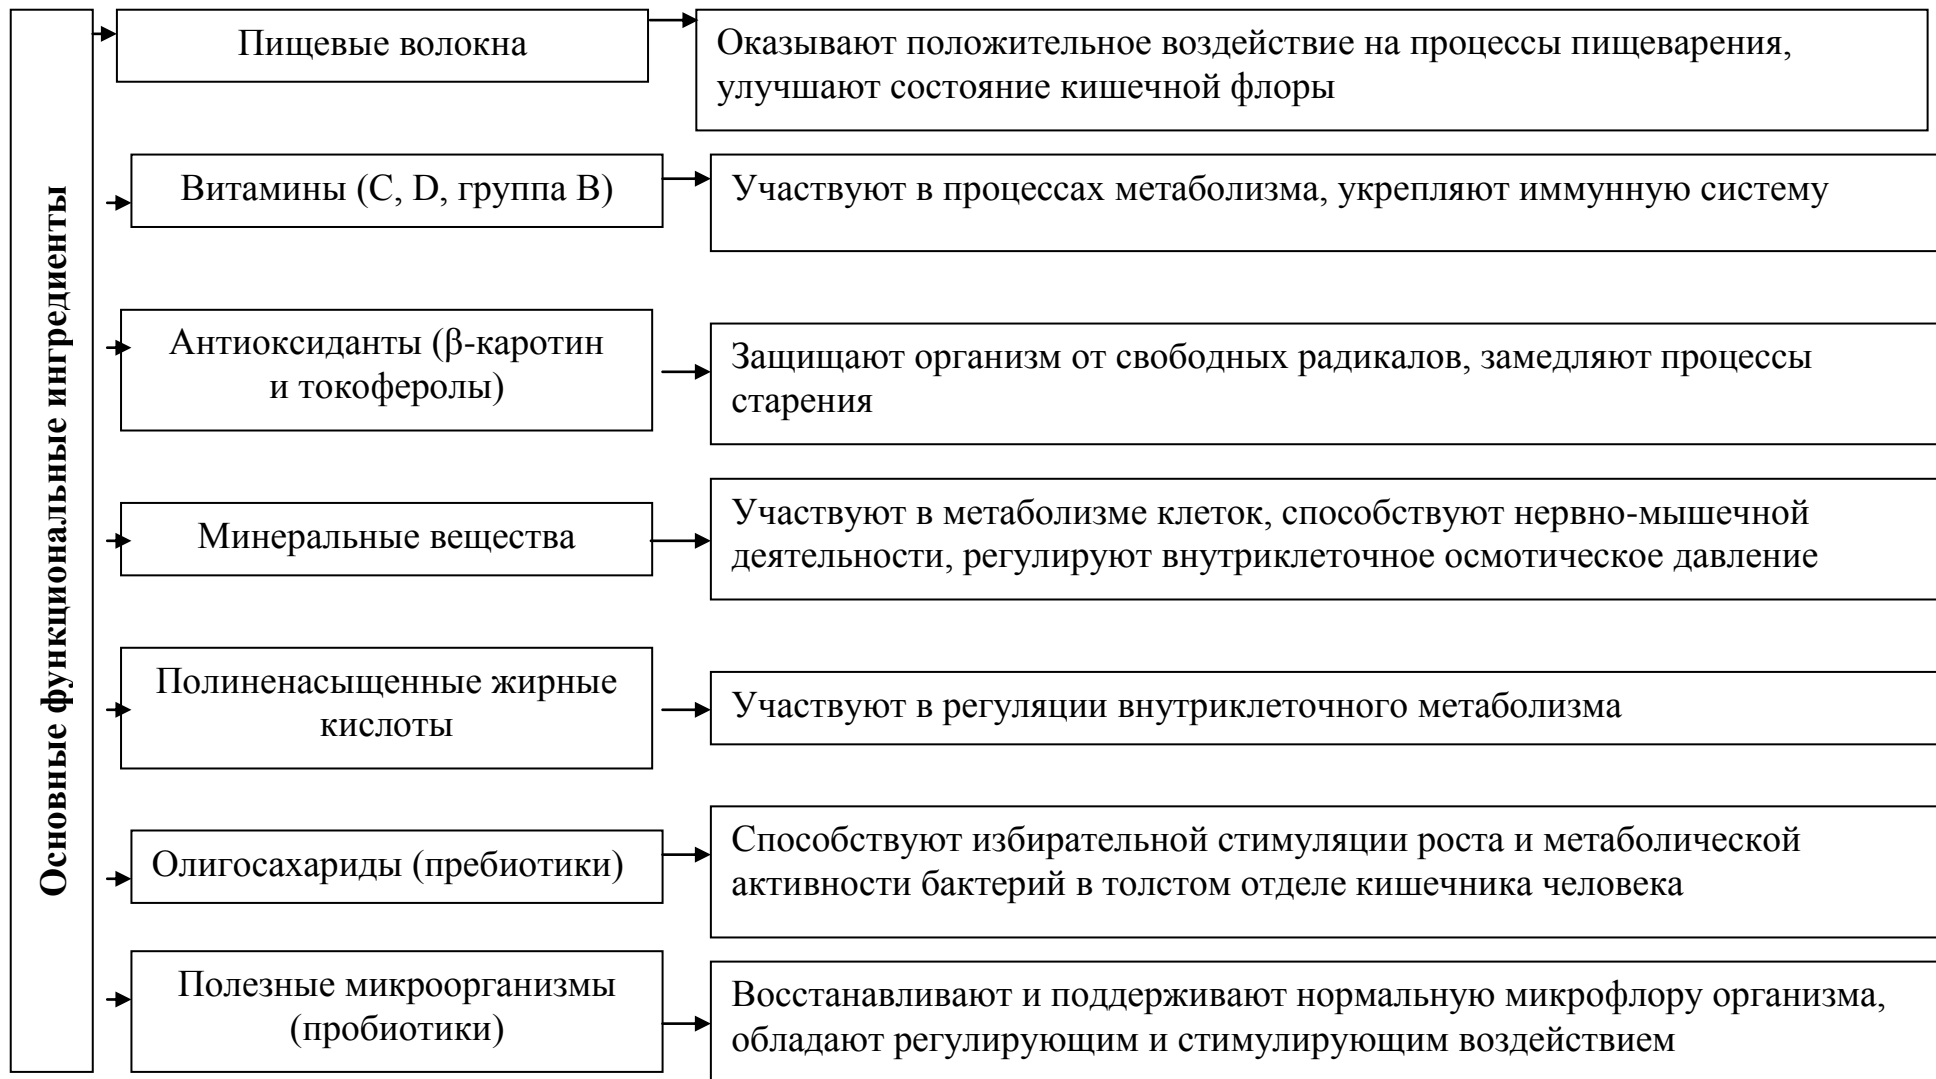 Основные функциональные ингредиенты
Пищевые волокна
Оказывают положительное воздействие на процессы пищеварения,
улучшают состояние кишечной флоры
Витамины (С, D, группа В)
Участвуют в процессах метаболизма, укрепляют иммунную систему
Антиоксиданты (β-каротин
и токоферолы)
Защищают организм от свободных радикалов, замедляют процессы
старения
Минеральные вещества
Участвуют в метаболизме клеток, способствуют нервно-мышечной
деятельности, регулируют внутриклеточное осмотическое давление
Полиненасыщенные жирные
кислоты
Участвуют в регуляции внутриклеточного метаболизма
Олигосахариды (пребиотики)
Способствуют избирательной стимуляции роста и метаболической
активности бактерий в толстом отделе кишечника человека
Полезные микроорганизмы
(пробиотики)
Восстанавливают и поддерживают нормальную микрофлору организма,
обладают регулирующим и стимулирующим воздействием